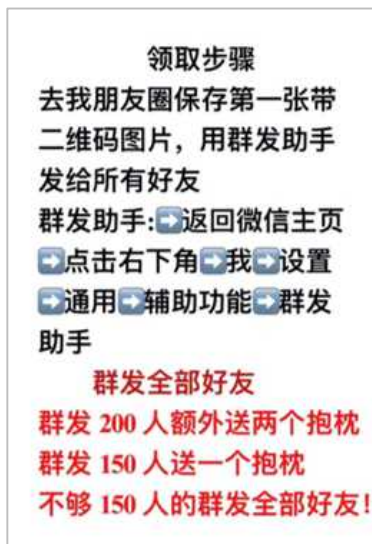 领取步骤
去我朋友圈保存第一张带
二维码图片，用群发助手
发给所有好友
群发助手:➡️返回微信主页
➡️点击右下角➡️我➡️设置
➡️通用➡️辅助功能➡️群发
助手
群发全部好友
群发 200 人额外送两个抱枕
群发 150 人送一个抱枕
不够 150 人的群发全部好友！